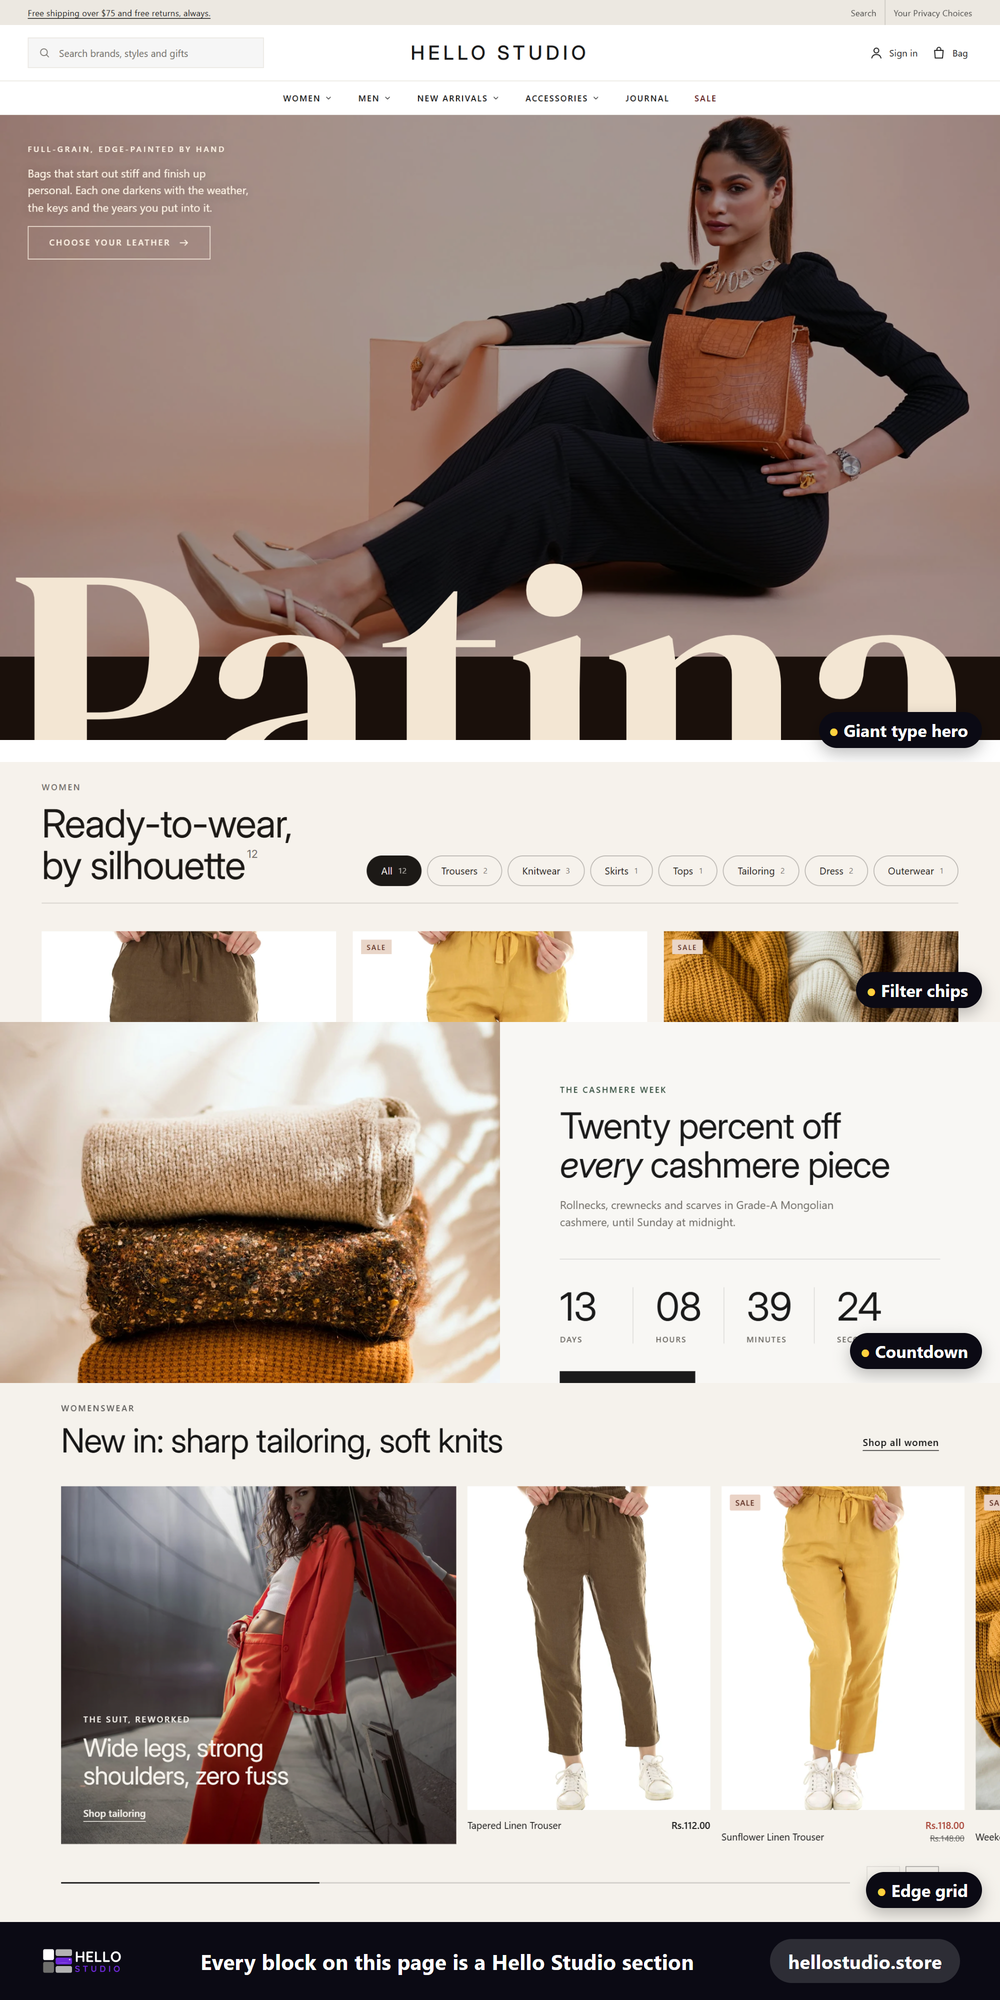 Free shipping over $75 and free returns, always.
Search
Your Privacy Choices
Search brands, styles and gifts
HELLO STUDIO
Sign in
Bag
WOMEN
MEN
NEW ARRIVALS
ACCESSORIES
JOURNAL
SALE
FULL-GRAIN, EDGE-PAINTED BY HAND
Bags that start out stiff and finish up
personal. Each one darkens with the weather,
the keys and the years you put into it.
CHOOSE YOUR LEATHER →
Patina
Giant type hero
WOMEN
Ready-to-wear,
by silhouette 12
All 12
Trousers 2
Knitwear 3
Skirts 1
Tops 1
Tailoring 2
Dress 2
Outerwear 1
SALE
SALE
Filter chips
THE CASHMERE WEEK
Twenty percent off
every cashmere piece
Rollnecks, crewnecks and scarves in Grade-A Mongolian
cashmere, until Sunday at midnight.
13 08 39 24
DAYS HOURS MINUTES
Countdown
WOMENSWEAR
New in: sharp tailoring, soft knits
Shop all women
SALE
THE SUIT, REWORKED
Wide legs, strong
shoulders, zero fuss
Shop tailoring
Tapered Linen Trouser
Rs.112.00
Sunflower Linen Trouser
Rs.118.00
Rs.148.00
Edge grid
HELLO
STUDIO
Every block on this page is a Hello Studio section
hellostudio.store